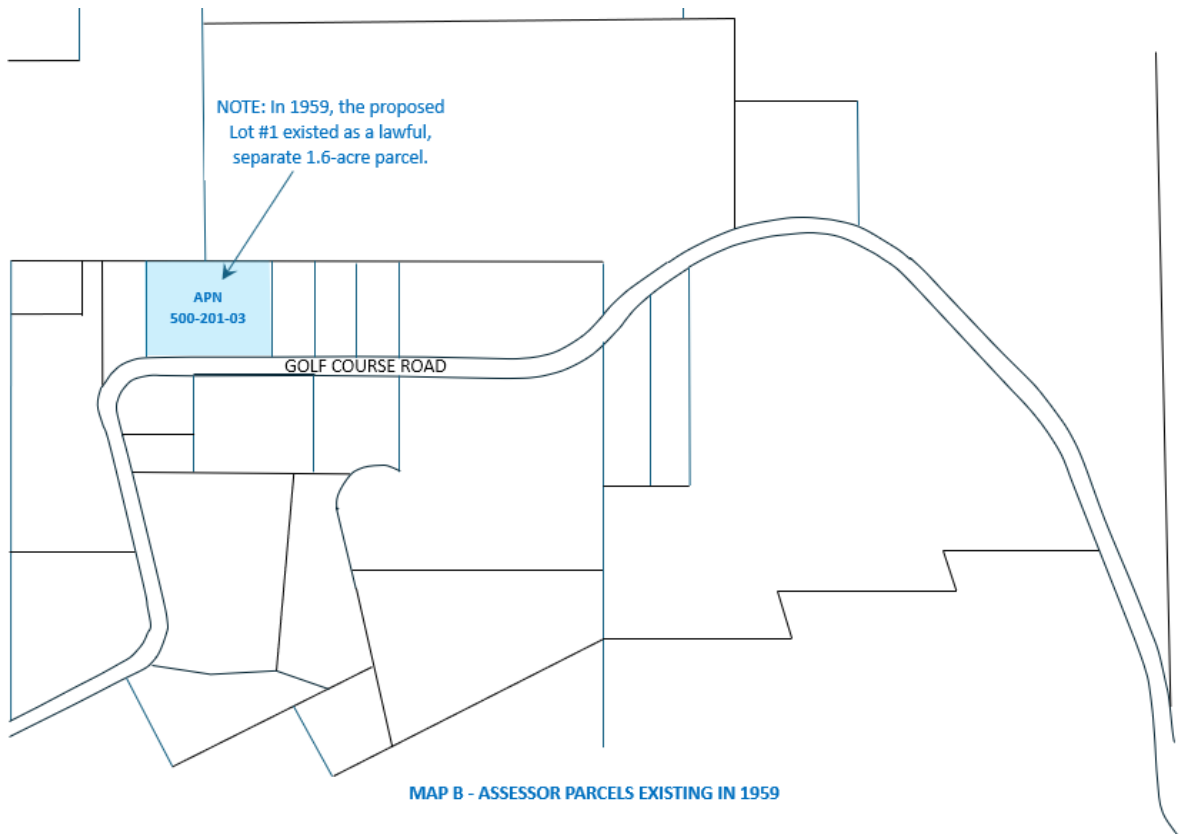 NOTE: In 1959, the proposed
Lot #1 existed as a lawful,
separate 1.6-acre parcel.
APN
500-201-03
GOLF COURSE ROAD
MAP B - ASSESSOR PARCELS EXISTING IN 1959